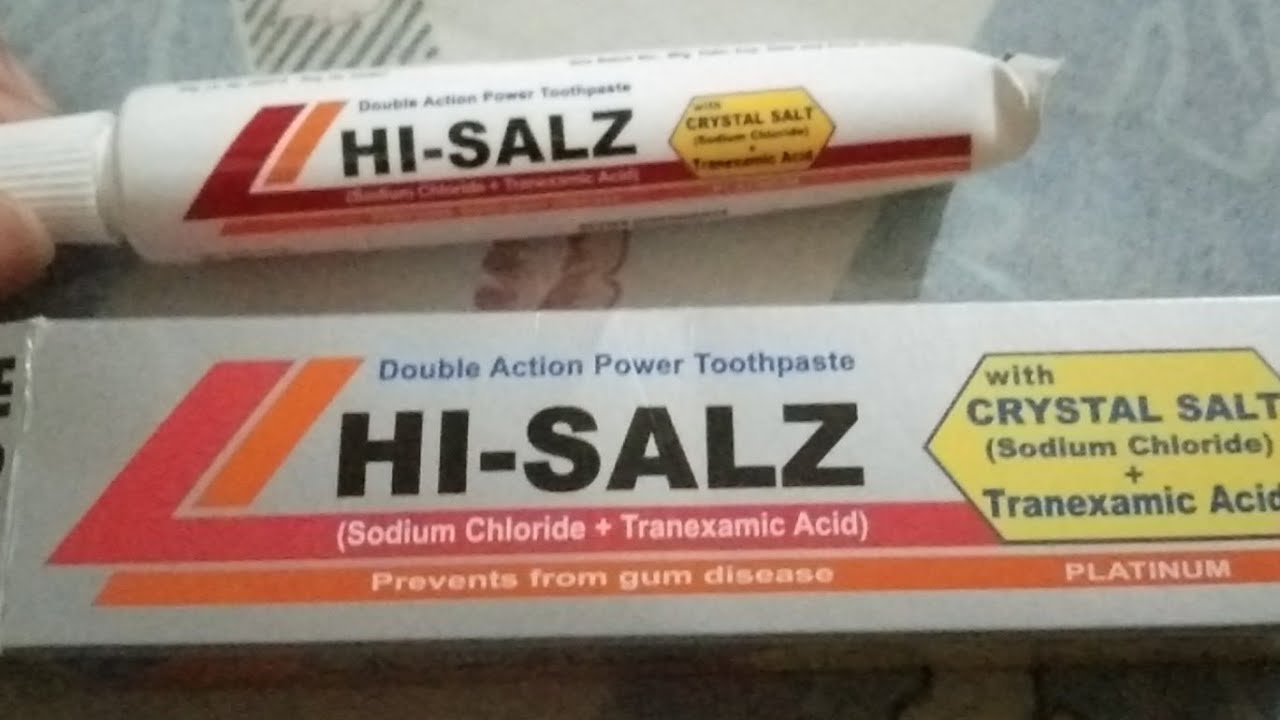 Double Action Power Toothpaste
HI-SALZ
(Sodium Chloride + Tranexamic Acid)
with
CRYSTAL SALT
(Sodium Chloride)
+
Tranexamic Acid
Double Action Power Toothpaste
HI-SALZ
(Sodium Chloride + Tranexamic Acid)
Prevents from gum disease
PLATINUM
with
CRYSTAL SALT
(Sodium Chloride)
+
Tranexamic Acid